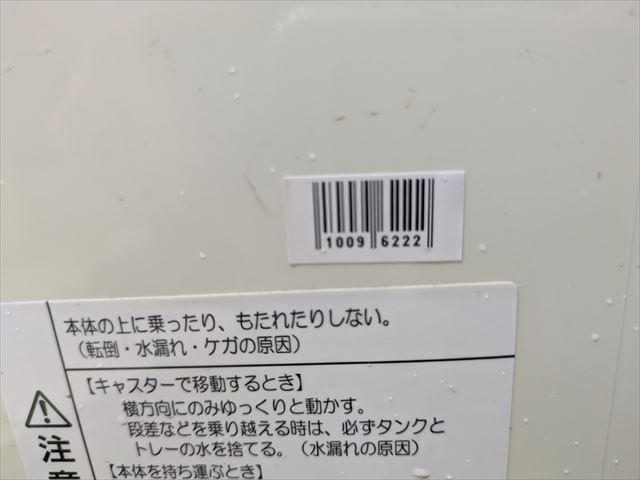 1009 6222
本体の上に乗ったり、もたれたりしない。
(転倒・水漏れ・ケガの原因)
注意
【キャスターで移動するとき】
横方向にのみゆっくりと動かす。
段差などを乗り越える時は、必ずタンクと
トレーの水を捨てる。(水漏れの原因)
【本体を持ち運ぶとき】